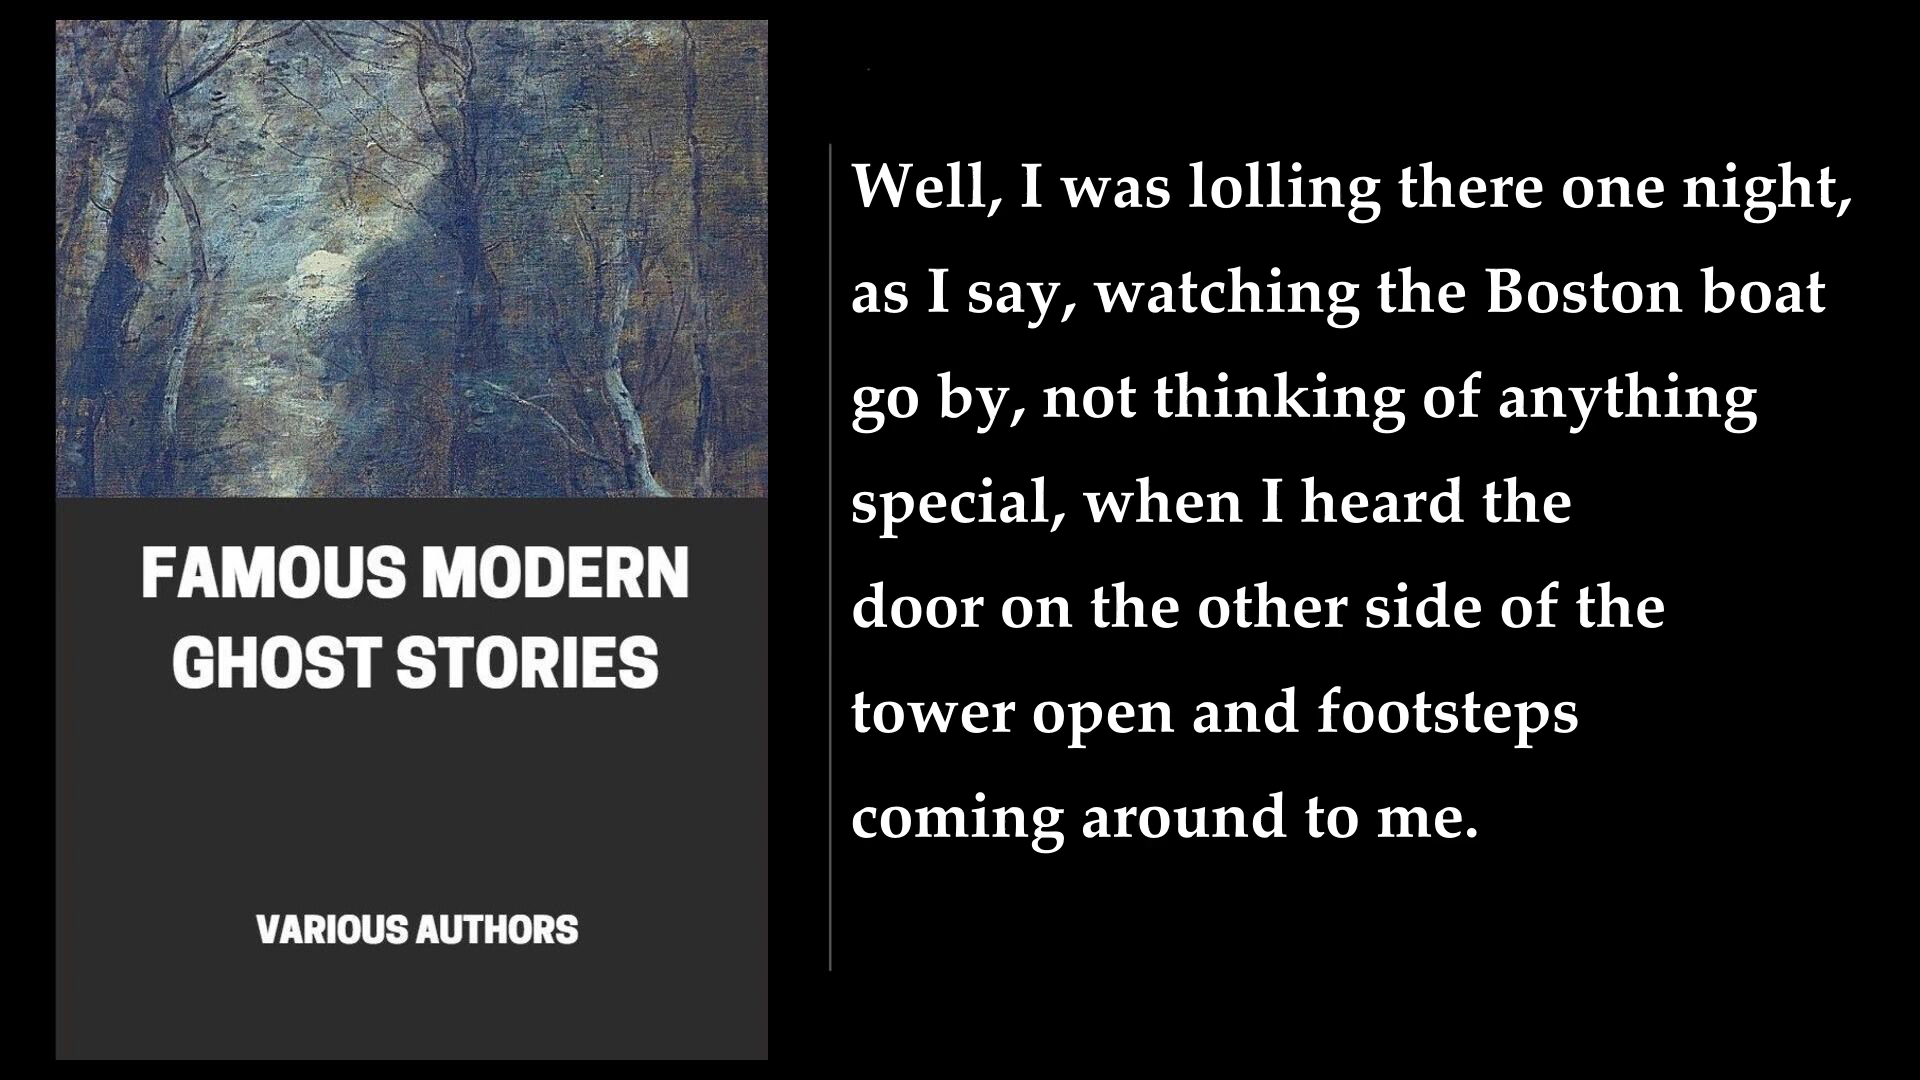 FAMOUS MODERN
GHOST STORIES
VARIOUS AUTHORS
Well, I was lolling there one night,
as I say, watching the Boston boat
go by, not thinking of anything
special, when I heard the
door on the other side of the
tower open and footsteps
coming around to me.